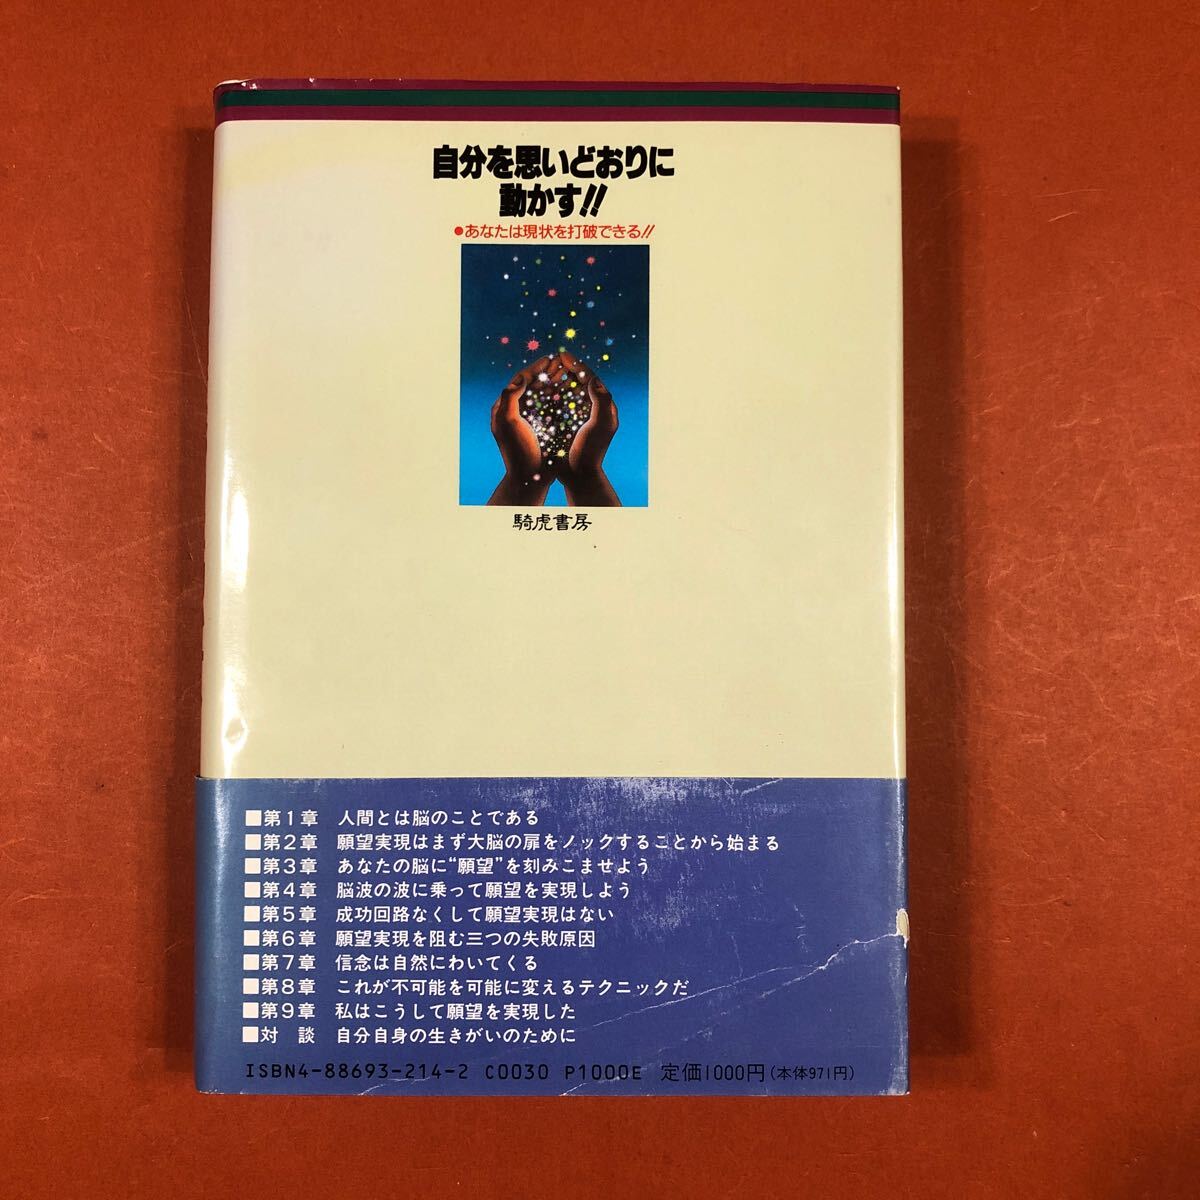 自分を思いどおりに
動かす!!
●あなたは現状を打破できる!!
騎虎書房
■第1章 人間とは脳のことである
■第2章 願望実現はまず大脳の扉をノックすることから始まる
■第3章 あなたの脳に“願望”を刻みこませよう
■第4章 脳波の波に乗って願望を実現しよう
■第5章 成功回路なくして願望実現はない
■第6章 願望実現を阻む三つの失敗原因
■第7章 信念は自然にわいてくる
■第8章 これが不可能を可能に変えるテクニックだ
■第9章 私はこうして願望を実現した
■対 談 自分自身の生きがいのために
ISBN4-88693-214-2 C0030 P1000E 定価1000円(本体971円)